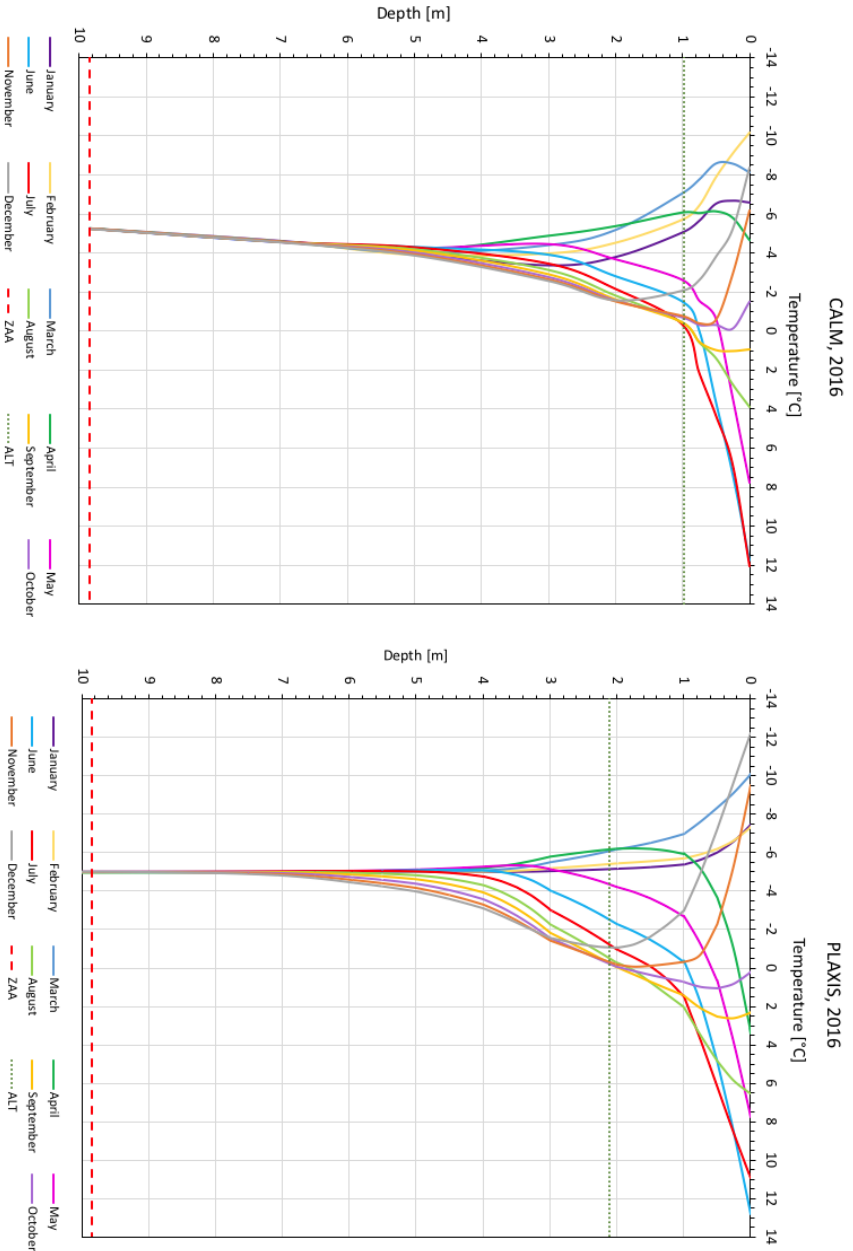 CALM, 2016
Temperature [°C]
-14 -12 -10 -8 -6 -4 -2 0 2 4 6 8 10 12 14
0
1
2
3
4
5
6
7
8
9
10
Depth [m]
January February March April May
June July August September October
November December ZAA ALT
PLAXIS, 2016
Temperature [°C]
-14 -12 -10 -8 -6 -4 -2 0 2 4 6 8 10 12 14
0
1
2
3
4
5
6
7
8
9
10
Depth [m]
January February March April May
June July August September October
November December ZAA ALT